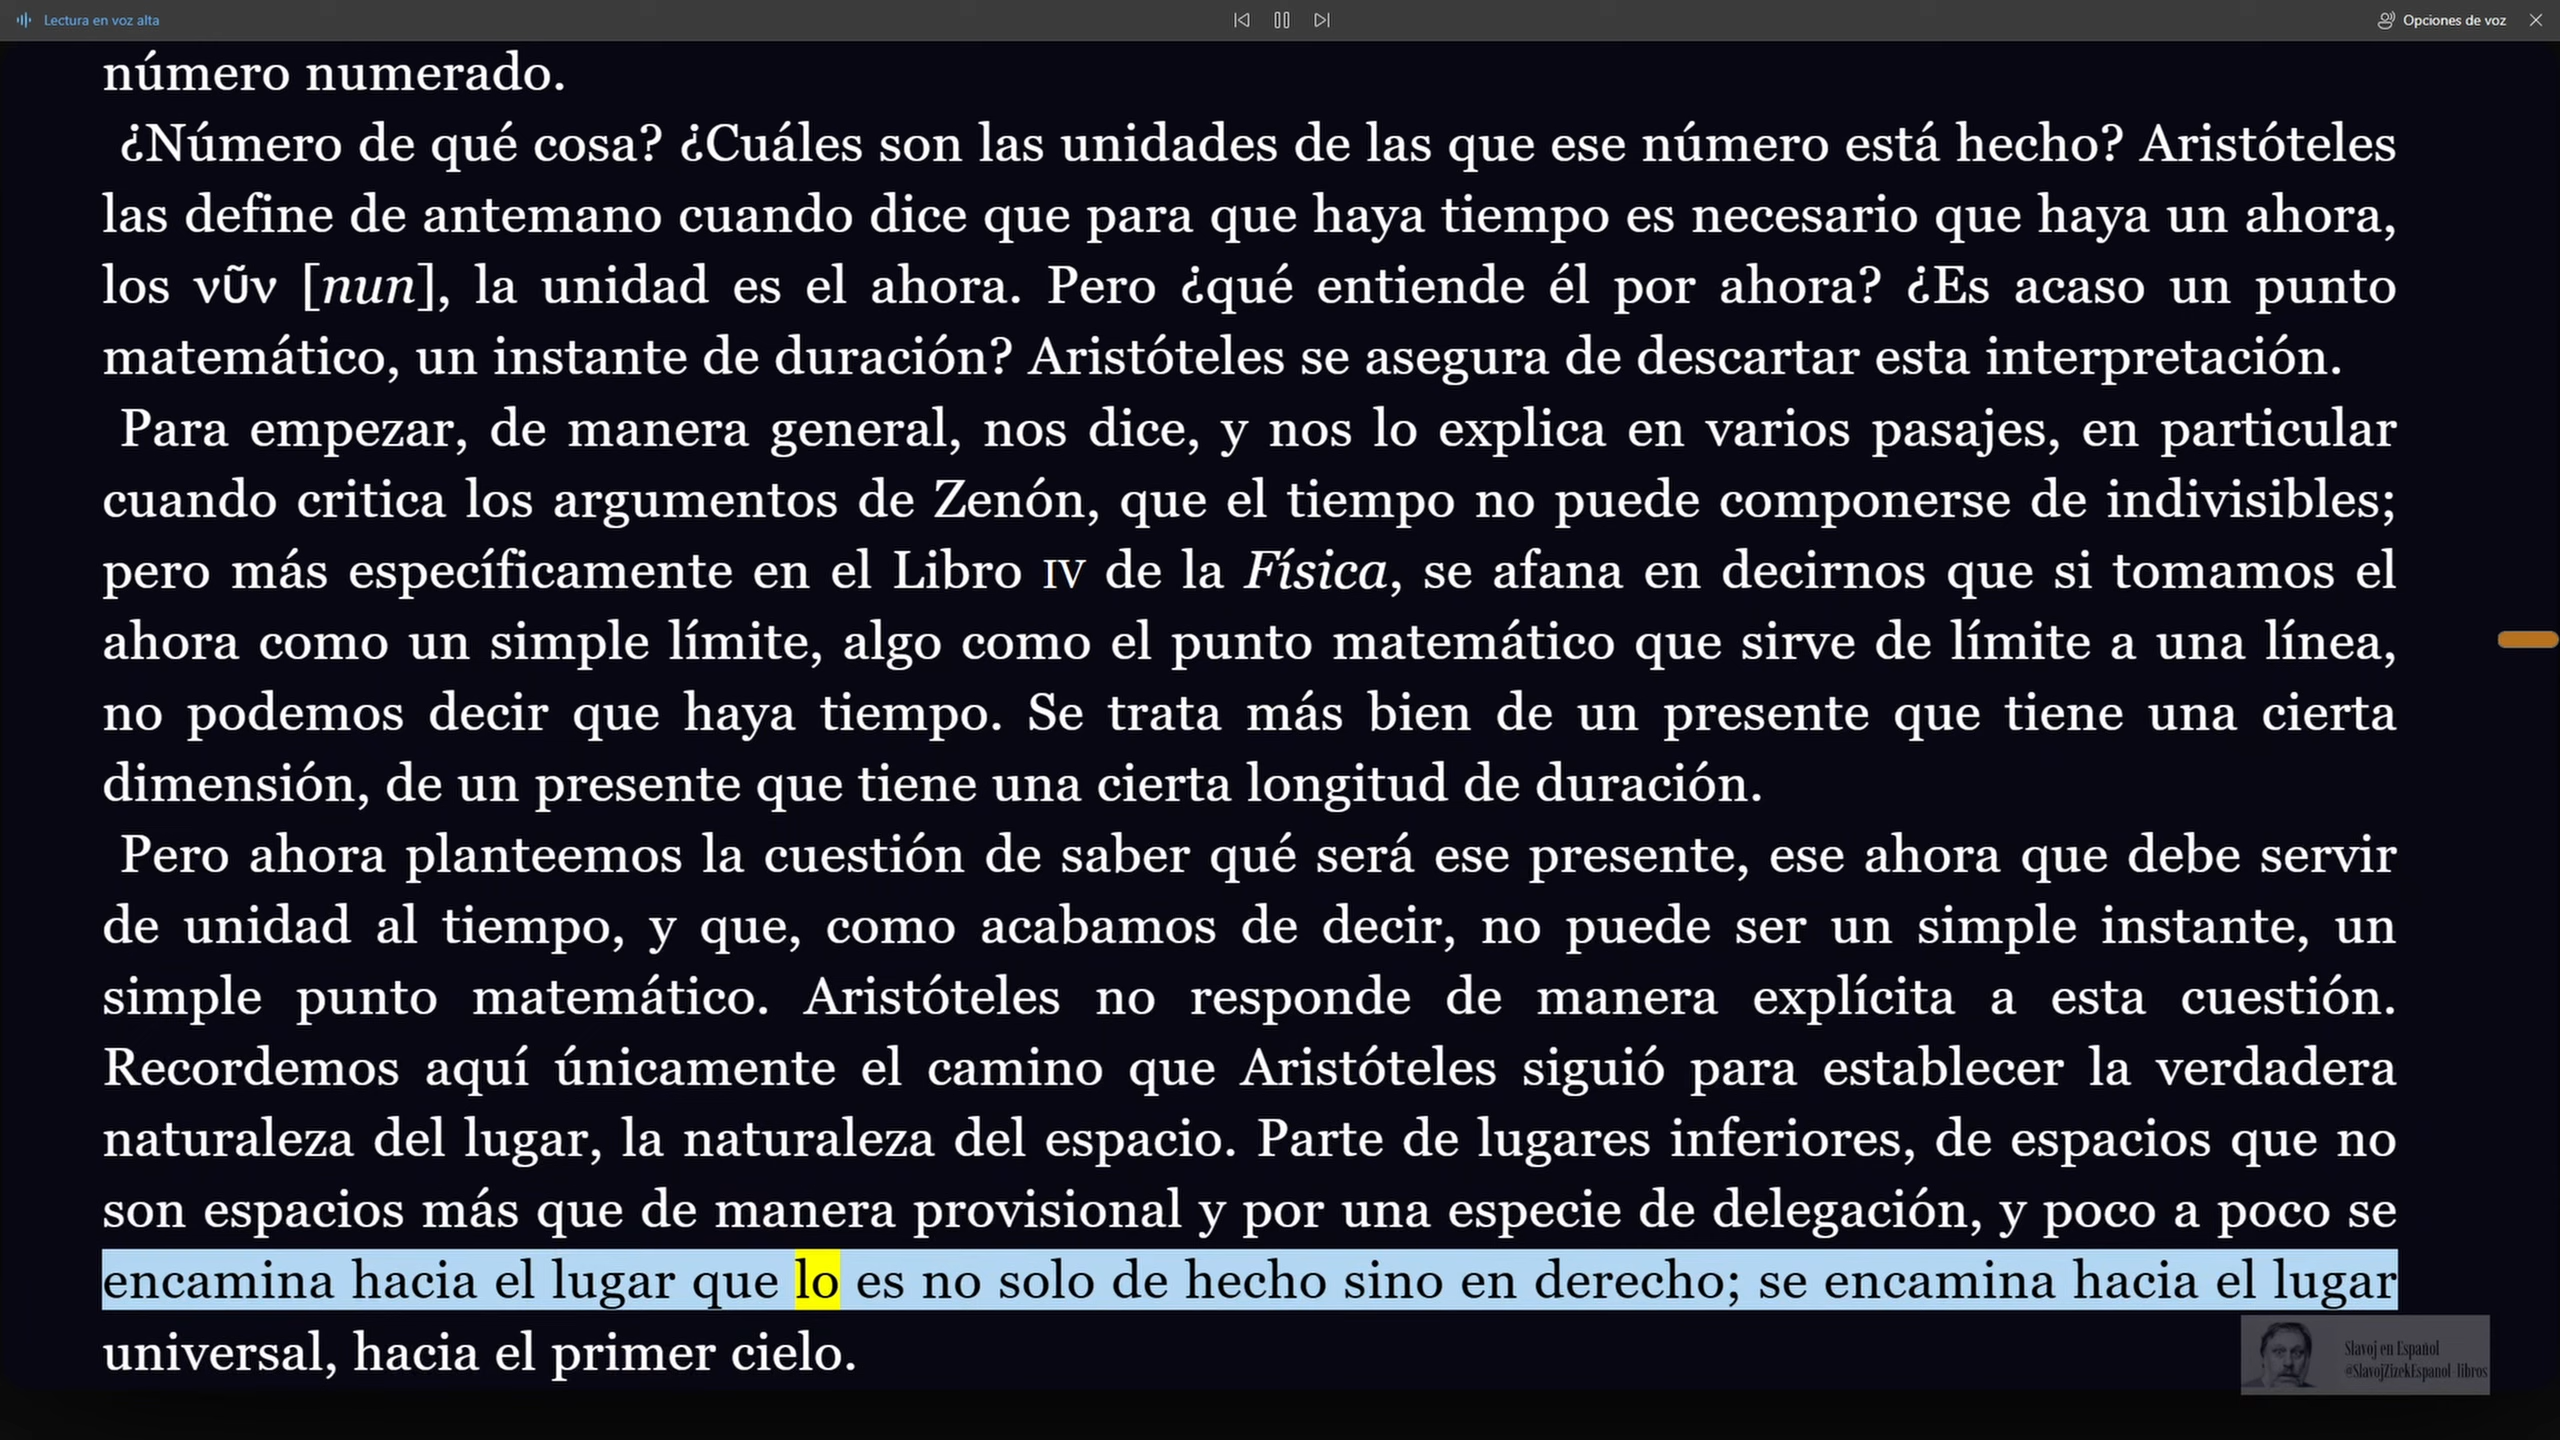 Lectura en voz alta
Opciones de voz
número numerado.
¿Número de qué cosa? ¿Cuáles son las unidades de las que ese número está hecho? Aristóteles
las define de antemano cuando dice que para que haya tiempo es necesario que haya un ahora,
los νῦν [nun], la unidad es el ahora. Pero ¿qué entiende él por ahora? ¿Es acaso un punto
matemático, un instante de duración? Aristóteles se asegura de descartar esta interpretación.
Para empezar, de manera general, nos dice, y nos lo explica en varios pasajes, en particular
cuando critica los argumentos de Zenón, que el tiempo no puede componerse de indivisibles;
pero más específicamente en el Libro IV de la Física, se afana en decirnos que si tomamos el
ahora como un simple límite, algo como el punto matemático que sirve de límite a una línea,
no podemos decir que haya tiempo. Se trata más bien de un presente que tiene una cierta
dimensión, de un presente que tiene una cierta longitud de duración.
Pero ahora planteemos la cuestión de saber qué será ese presente, ese ahora que debe servir
de unidad al tiempo, y que, como acabamos de decir, no puede ser un simple instante, un
simple punto matemático. Aristóteles no responde de manera explícita a esta cuestión.
Recordemos aquí únicamente el camino que Aristóteles siguió para establecer la verdadera
naturaleza del lugar, la naturaleza del espacio. Parte de lugares inferiores, de espacios que no
son espacios más que de manera provisional y por una especie de delegación, y poco a poco se
encamina hacia el lugar que lo es no solo de hecho sino en derecho; se encamina hacia el lugar
universal, hacia el primer cielo.
Slavoj en Español
@SlavojZizekEspanol-libros